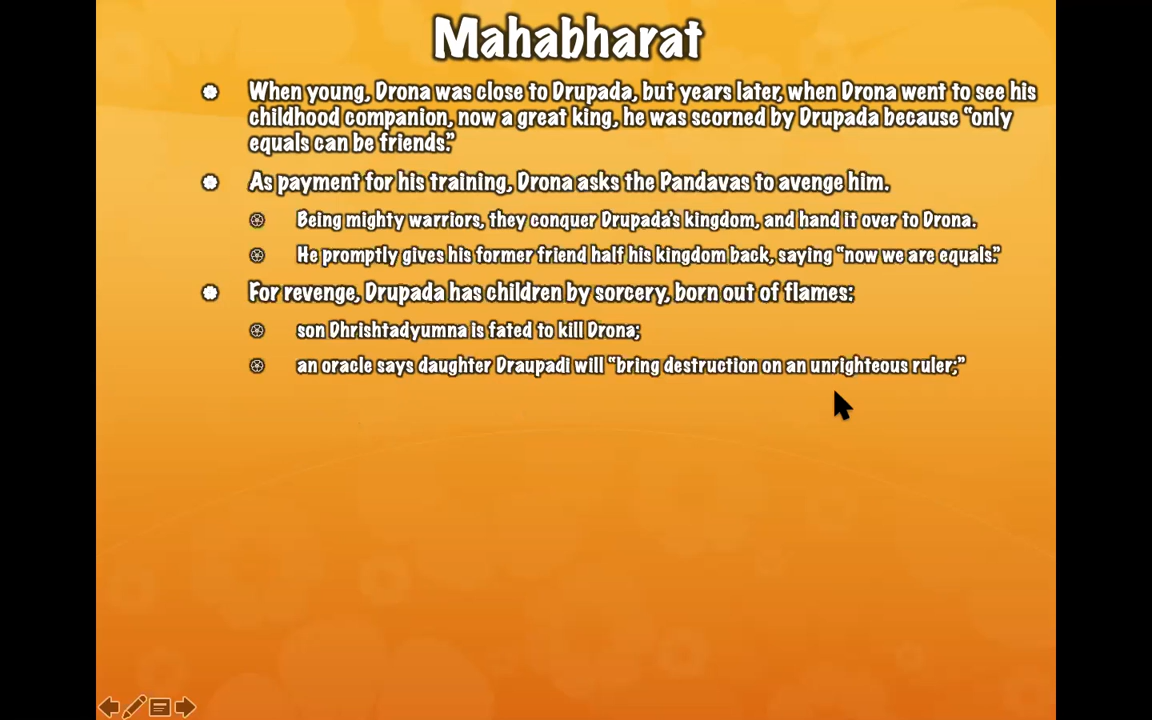 Mahabharat
When young, Drona was close to Drupada, but years later, when Drona went to see his
childhood companion, now a great king, he was scorned by Drupada because “only
equals can be friends.”
As payment for his training, Drona asks the Pandavas to avenge him.
Being mighty warriors, they conquer Drupada’s kingdom, and hand it over to Drona.
He promptly gives his former friend half his kingdom back, saying “now we are equals.”
For revenge, Drupada has children by sorcery, born out of flames:
son Dhrishtadyumna is fated to kill Drona;
an oracle says daughter Draupadi will “bring destruction on an unrighteous ruler;”